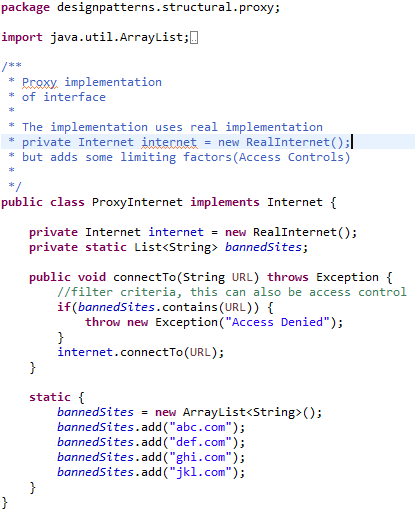 package designpatterns.structural.proxy;
import java.util.ArrayList;
/**
 * Proxy implementation
 * of interface
 *
 * The implementation uses real implementation
 * private Internet internet = new RealInternet();
 * but adds some limiting factors(Access Controls)
 *
 */
public class ProxyInternet implements Internet {
    private Internet internet = new RealInternet();
    private static List<String> bannedSites;
    public void connectTo(String URL) throws Exception {
        //filter criteria, this can also be access control
        if(bannedSites.contains(URL)) {
            throw new Exception("Access Denied");
        }
        internet.connectTo(URL);
    }
    static {
        bannedSites = new ArrayList<String>();
        bannedSites.add("abc.com");
        bannedSites.add("def.com");
        bannedSites.add("ghi.com");
        bannedSites.add("jkl.com");
    }
}